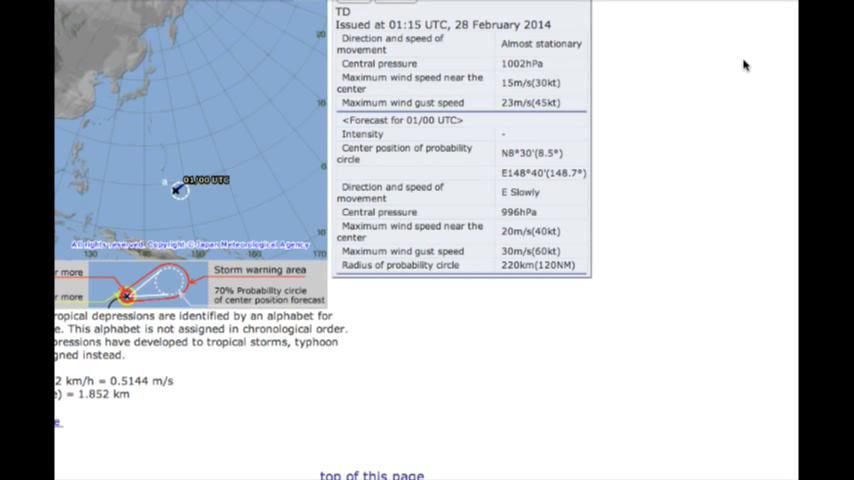 TD
Issued at 01:15 UTC, 28 February 2014
Direction and speed of movement Almost stationary
Central pressure 1002hPa
Maximum wind speed near the center 15m/s(30kt)
Maximum wind gust speed 23m/s(45kt)
<Forecast for 01/00 UTC>
Intensity -
Center position of probability circle N8°30'(8.5°)
E148°40'(148.7°)
Direction and speed of movement E Slowly
Central pressure 996hPa
Maximum wind speed near the center 20m/s(40kt)
Maximum wind gust speed 30m/s(60kt)
Radius of probability circle 220km(120NM)
01/00 UTC
All rights reserved. Copyright © Japan Meteorological Agency
130 140 150 160 170
r more
Storm warning area
r more
70% Probability circle
of center position forecast
ropical depressions are identified by an alphabet for
e. This alphabet is not assigned in chronological order.
pressions have developed to tropical storms, typhoon
gned instead.
2 km/h = 0.5144 m/s
e) = 1.852 km
e
top of this page